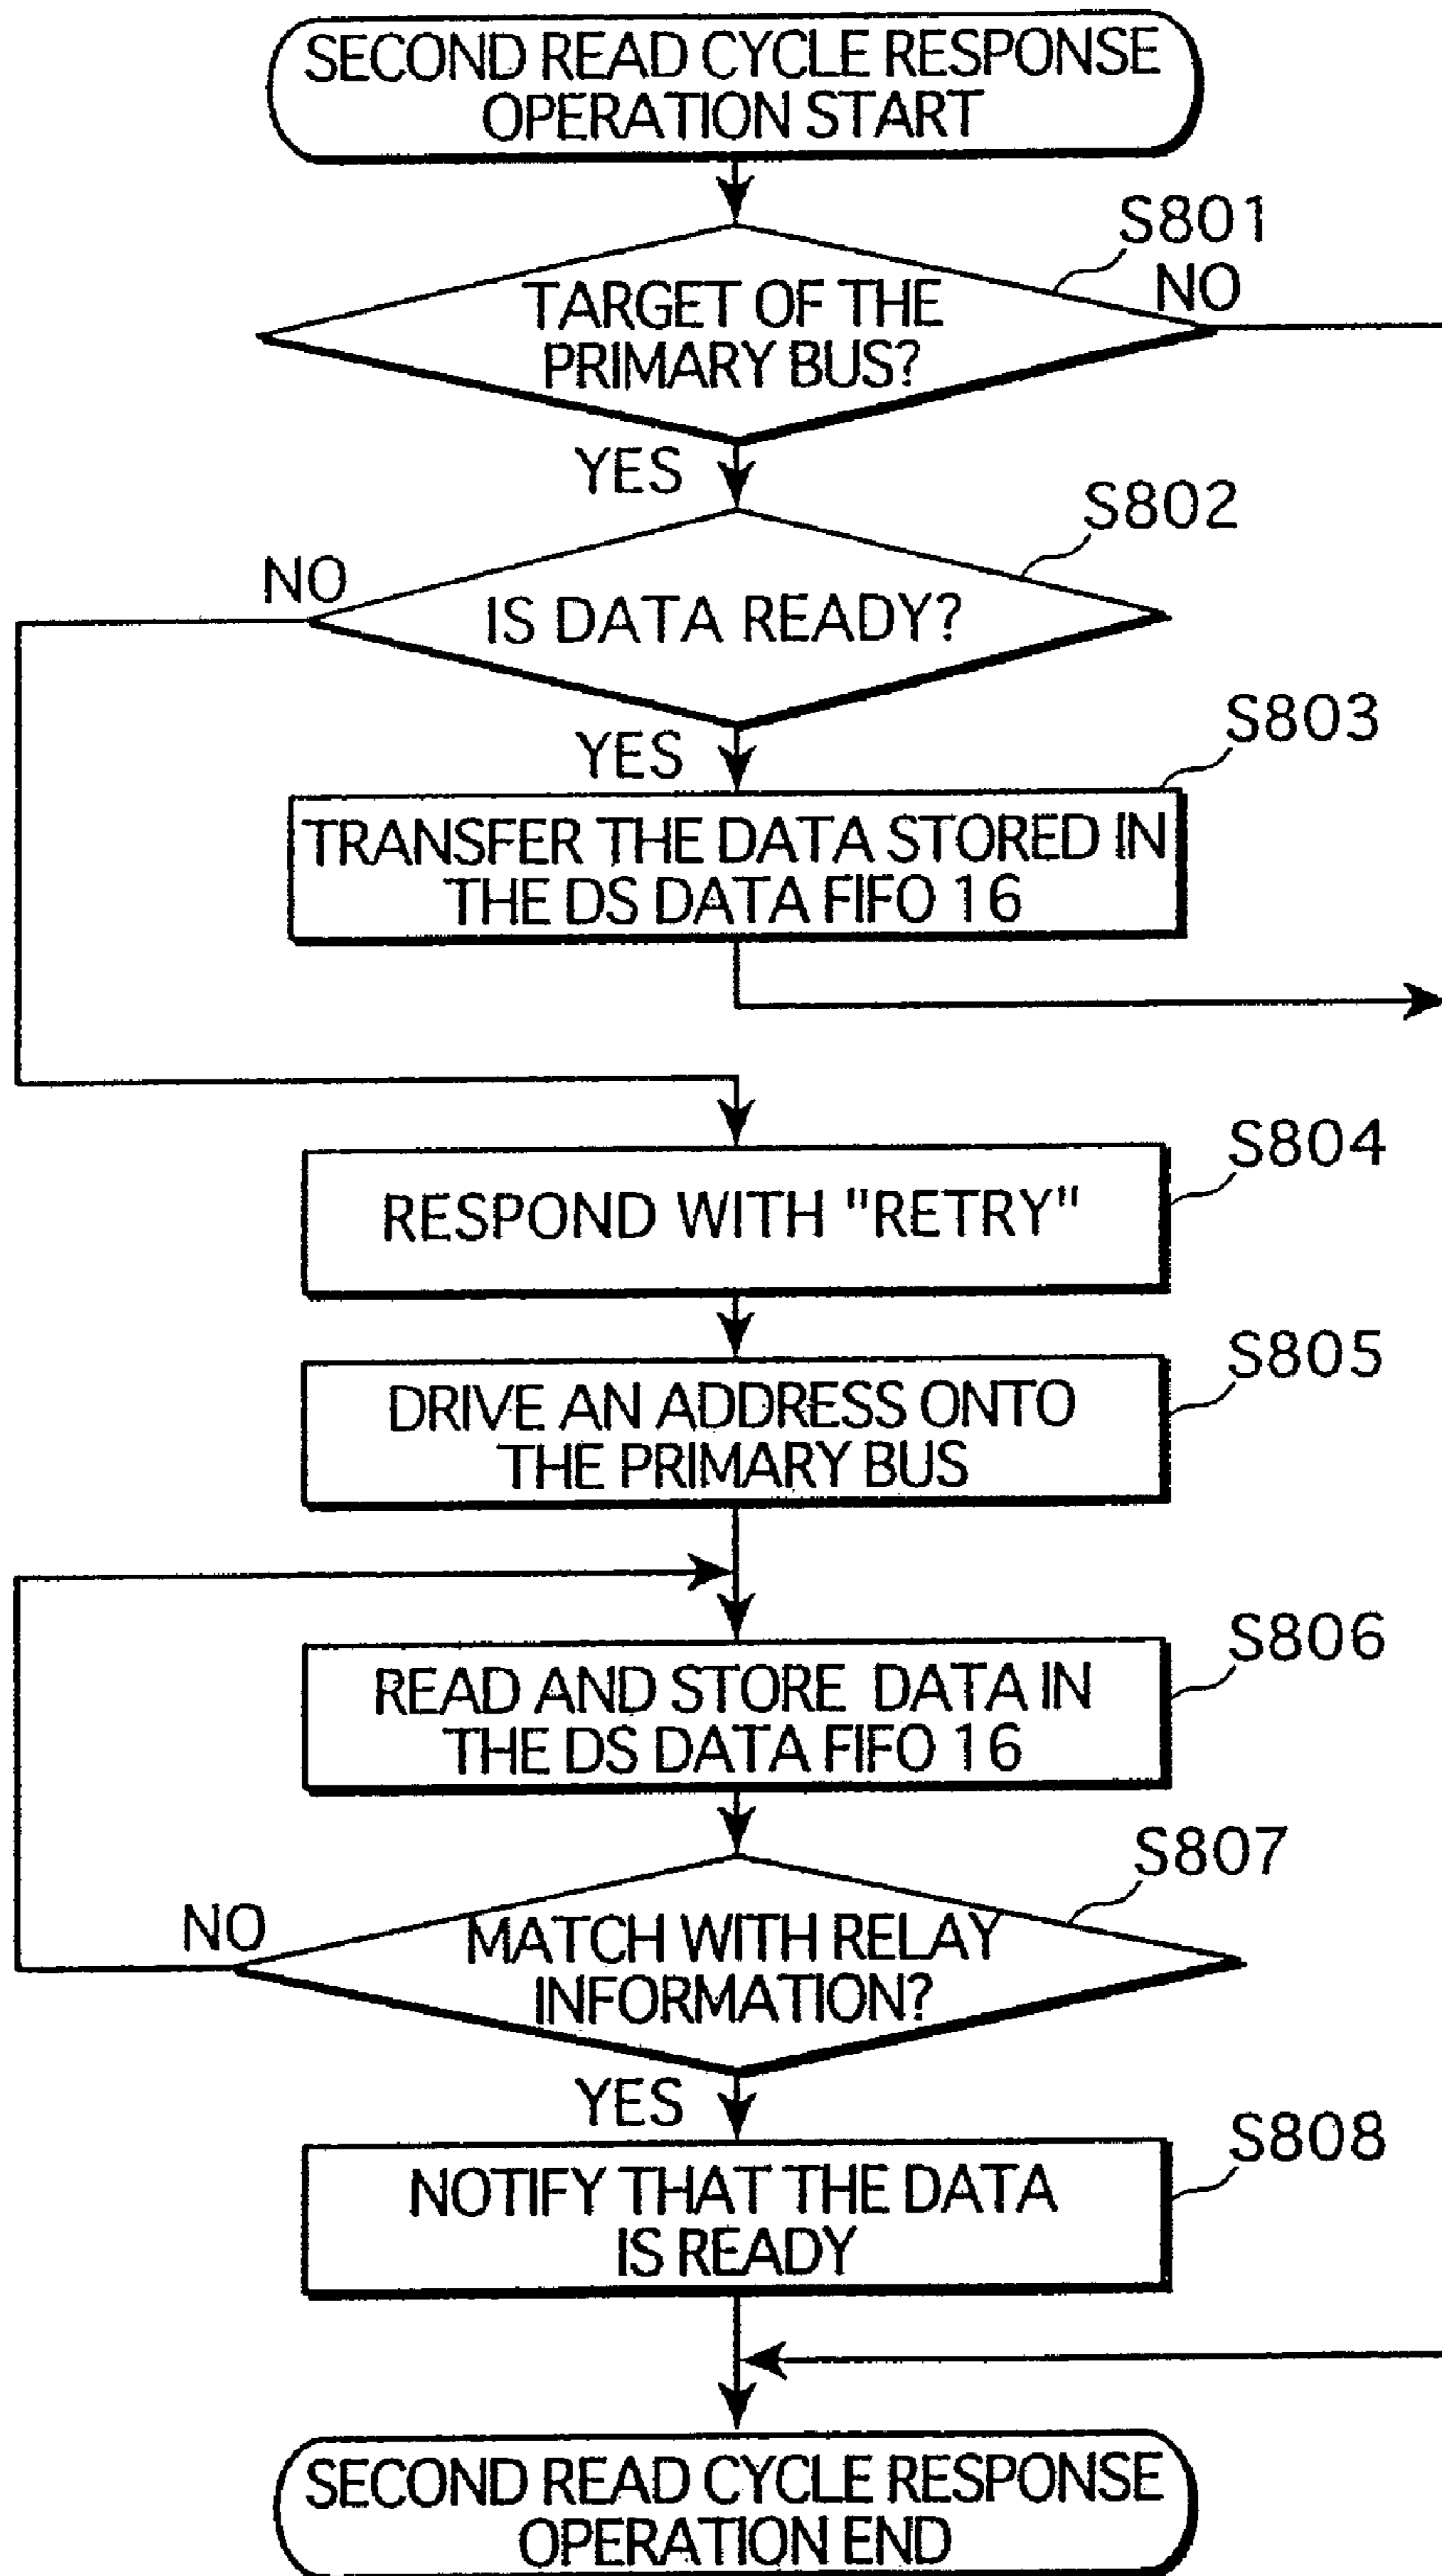 SECOND READ CYCLE RESPONSE
OPERATION START
S801
TARGET OF THE
PRIMARY BUS?
NO
YES
S802
NO
IS DATA READY?
YES
S803
TRANSFER THE DATA STORED IN
THE DS DATA FIFO 16
S804
RESPOND WITH "RETRY"
S805
DRIVE AN ADDRESS ONTO
THE PRIMARY BUS
S806
READ AND STORE DATA IN
THE DS DATA FIFO 16
S807
NO
MATCH WITH RELAY
INFORMATION?
YES
S808
NOTIFY THAT THE DATA
IS READY
SECOND READ CYCLE RESPONSE
OPERATION END